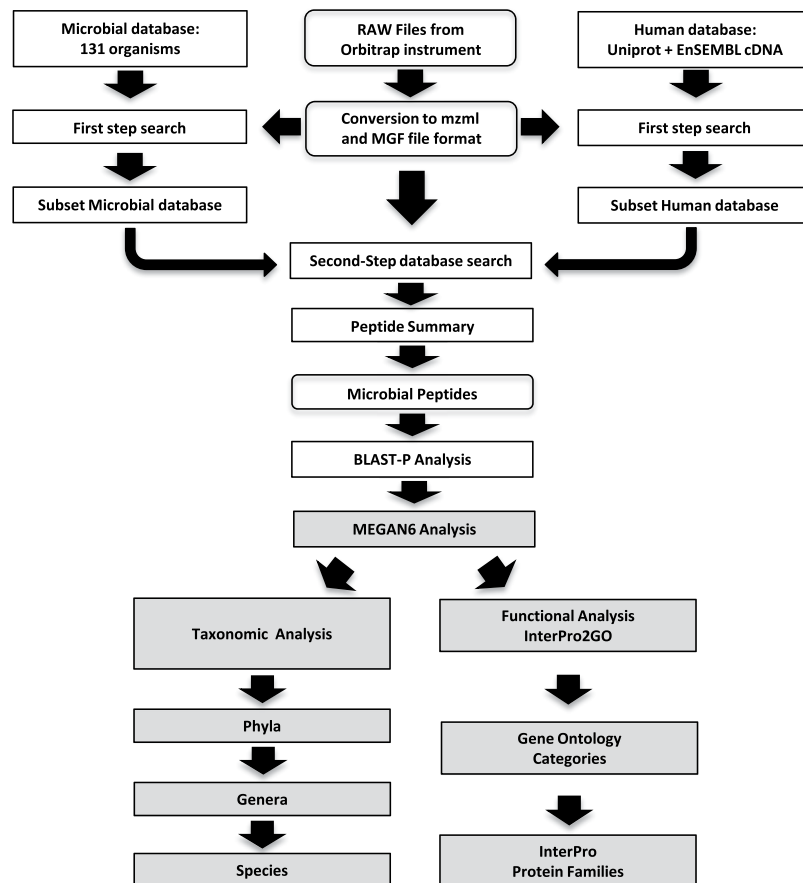 Microbial database:
131 organisms
RAW Files from
Orbitrap instrument
Human database:
Uniprot + EnSEMBL cDNA
First step search
Conversion to mzml
and MGF file format
First step search
Subset Microbial database
Subset Human database
Second-Step database search
Peptide Summary
Microbial Peptides
BLAST-P Analysis
MEGAN6 Analysis
Taxonomic Analysis
Functional Analysis
InterPro2GO
Phyla
Gene Ontology
Categories
Genera
Species
InterPro
Protein Families